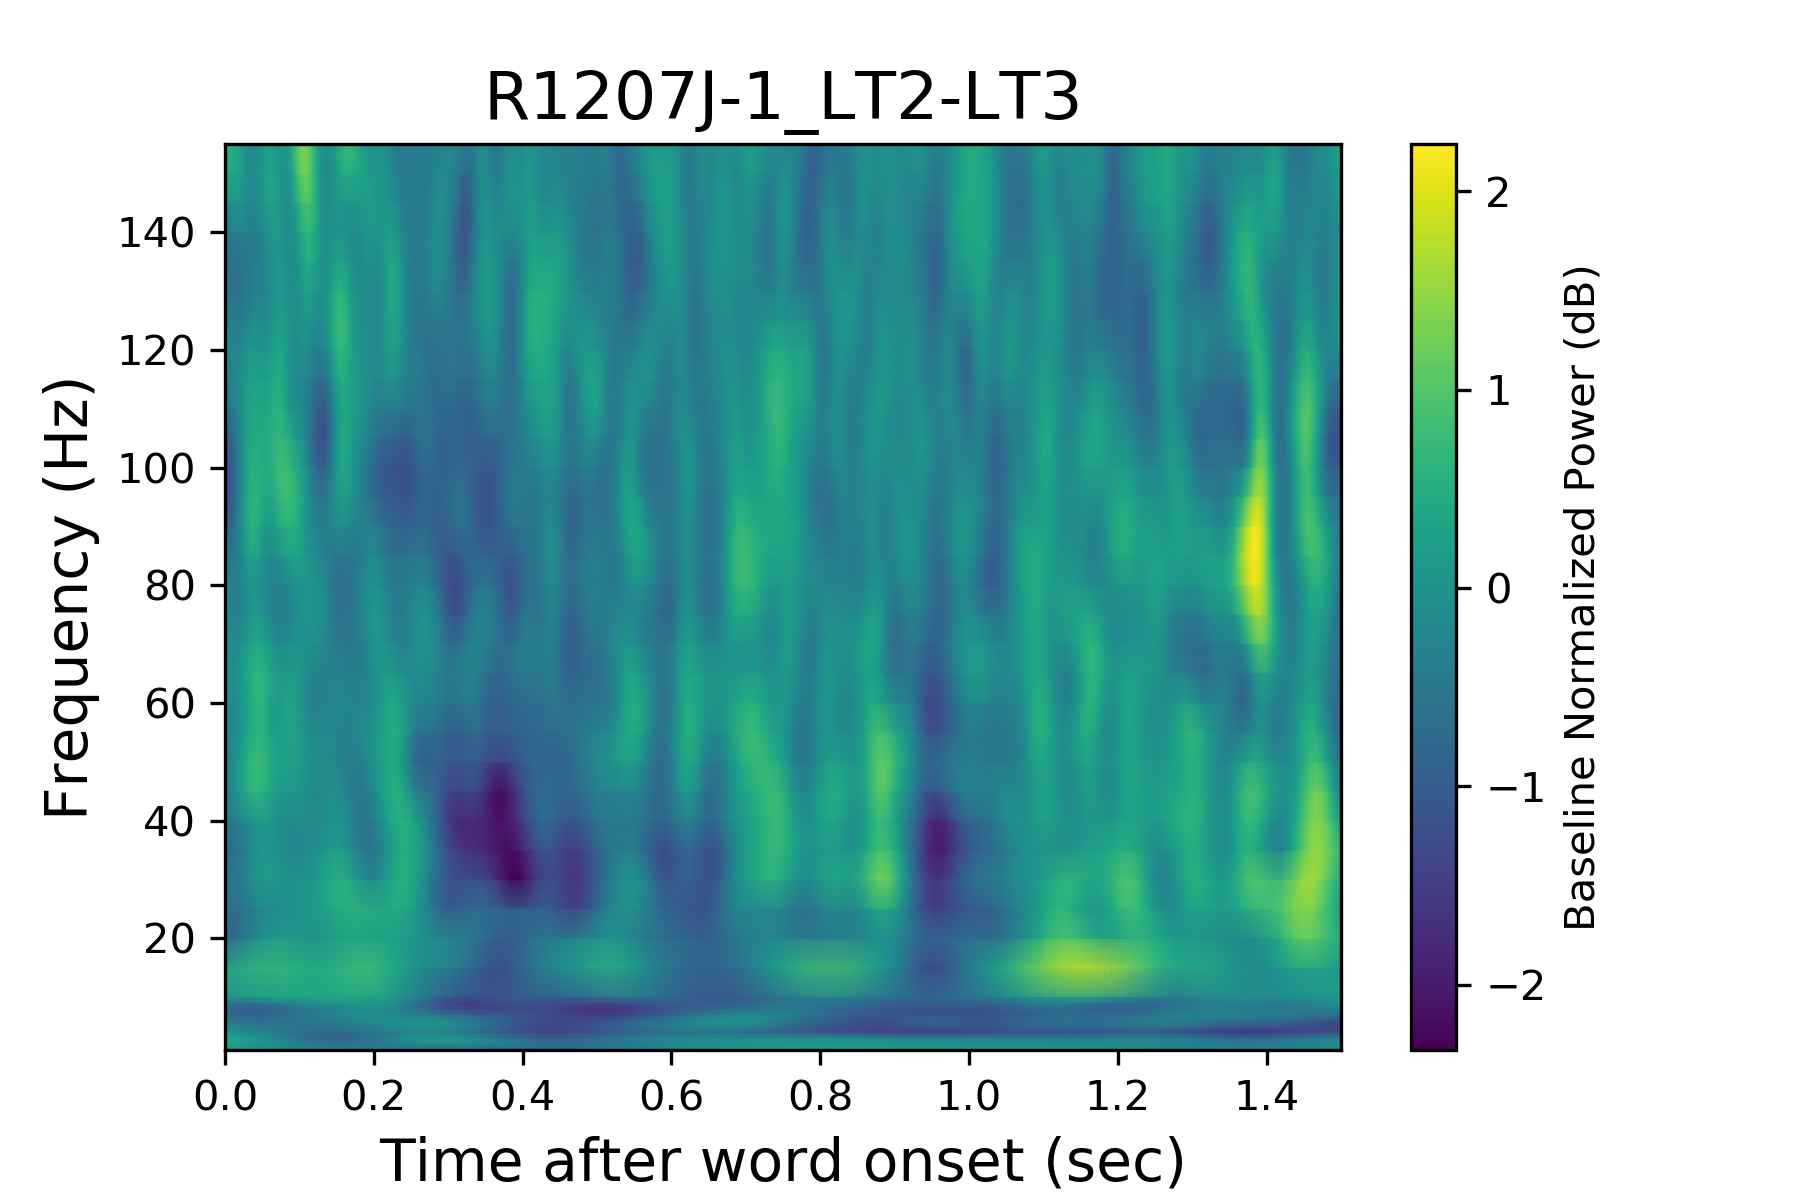 R1207J-1_LT2-LT3
Frequency (Hz)
140
120
100
80
60
40
20
0.0 0.2 0.4 0.6 0.8 1.0 1.2 1.4
Time after word onset (sec)
2
1
0
−1
−2
Baseline Normalized Power (dB)